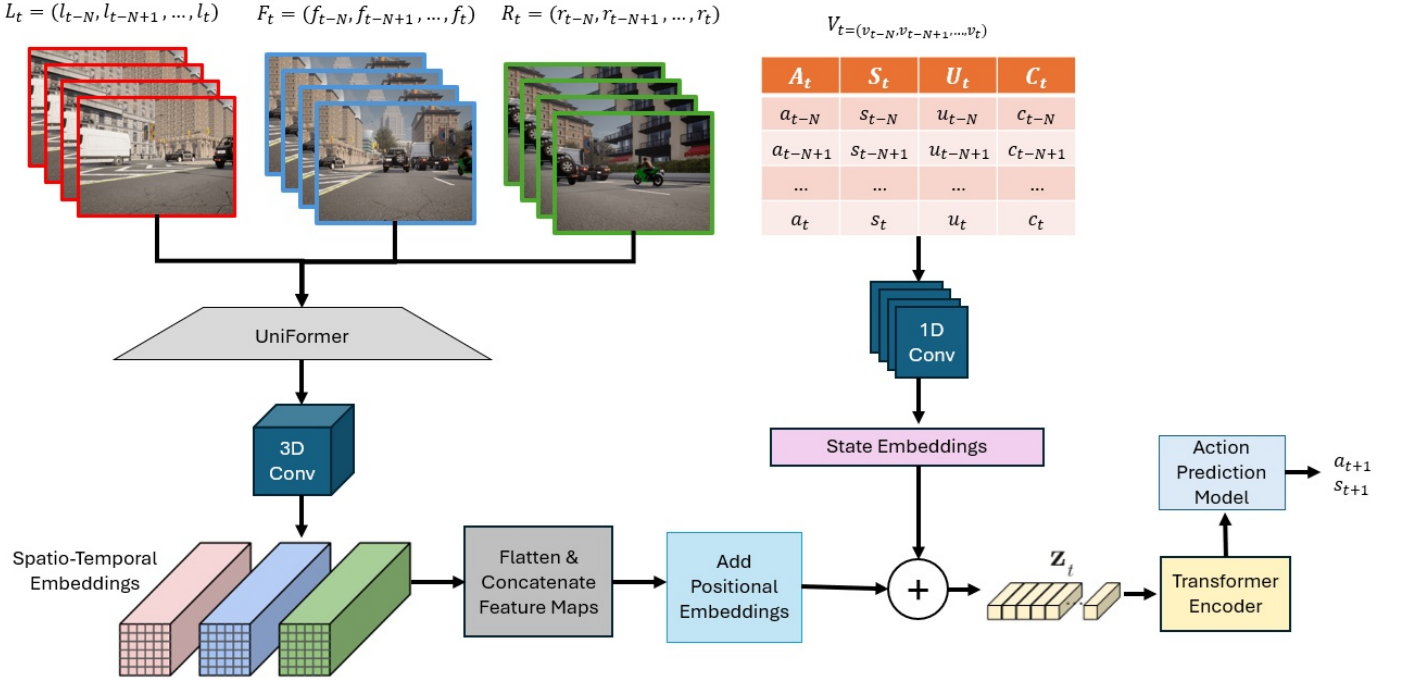 L_t = (l_{t−N}, l_{t−N+1}, …, l_t)
F_t = (f_{t−N}, f_{t−N+1}, …, f_t)
R_t = (r_{t−N}, r_{t−N+1}, …, r_t)
V_{t=(v_{t−N},v_{t−N+1},…,v_t)}
A_t S_t U_t C_t
a_{t−N} s_{t−N} u_{t−N} c_{t−N}
a_{t−N+1} s_{t−N+1} u_{t−N+1} c_{t−N+1}
... ... ... ...
a_t s_t u_t c_t
UniFormer
1D
Conv
3D
Conv
State Embeddings
Spatio-Temporal
Embeddings
Flatten &
Concatenate
Feature Maps
Add
Positional
Embeddings
+
Z_t
...
Transformer
Encoder
Action
Prediction
Model
a_{t+1}
s_{t+1}